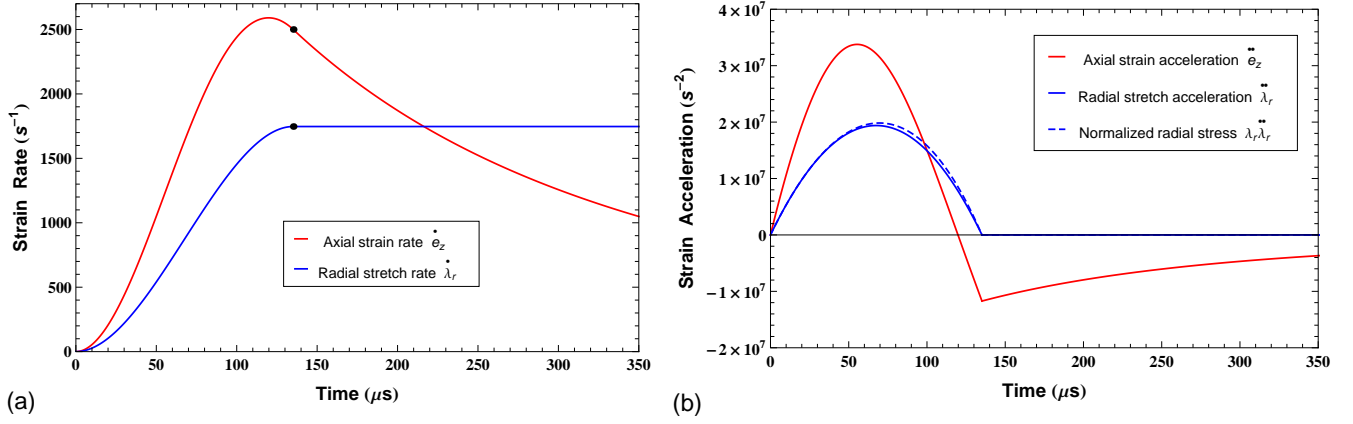 2500
2000
1500
1000
500
0
Strain Rate (s⁻¹)
Axial strain rate ė_z
Radial stretch rate λ̇_r
0 50 100 150 200 250 300 350
Time (μs)
(a)
4×10⁷
3×10⁷
2×10⁷
1×10⁷
0
−1×10⁷
−2×10⁷
Strain Acceleration (s⁻²)
Axial strain acceleration ë_z
Radial stretch acceleration λ̈_r
Normalized radial stress λ_rλ̈_r
0 50 100 150 200 250 300 350
Time (μs)
(b)